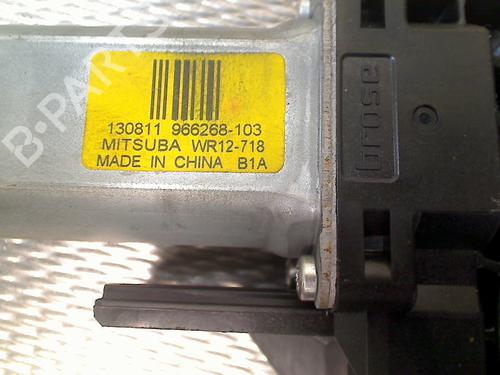 130811 966268-103
MITSUBA WR12-718
MADE IN CHINA B1A
brose
B-PARTS